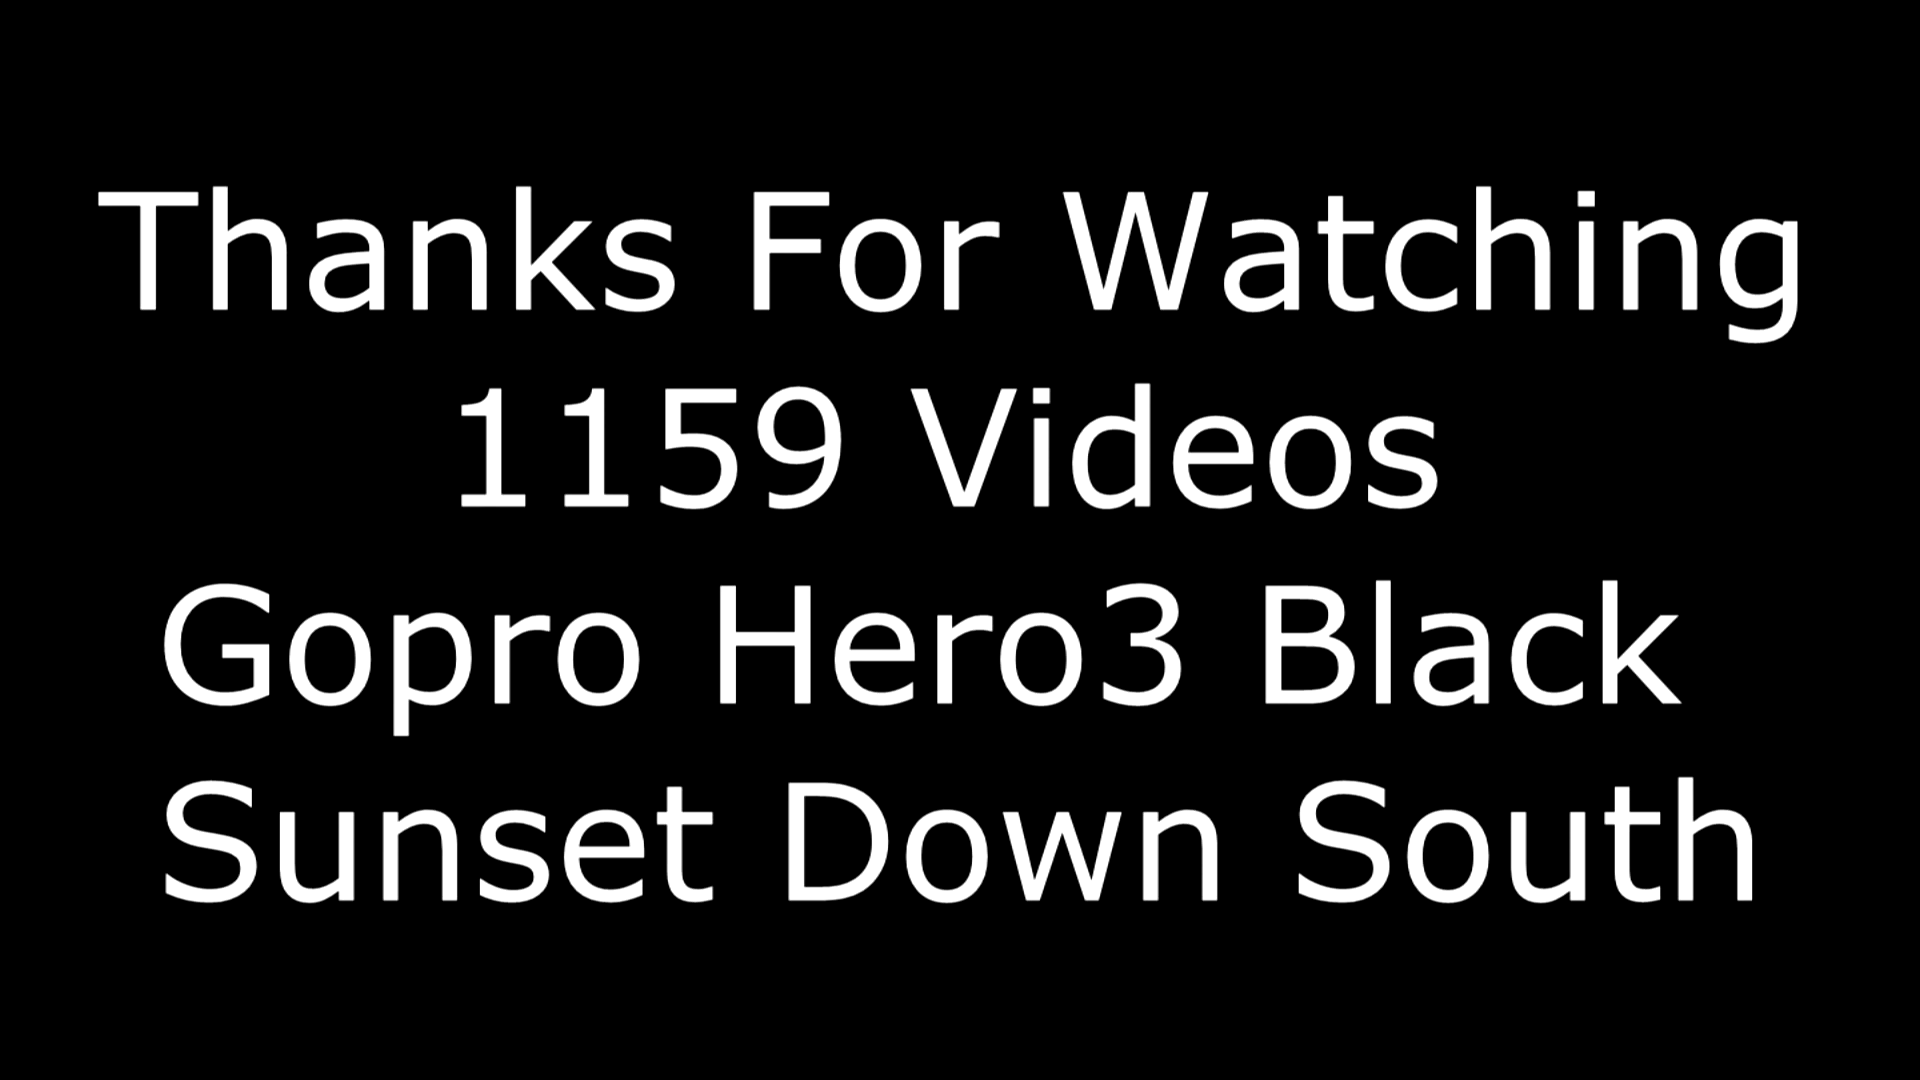 Thanks For Watching
1159 Videos
Gopro Hero3 Black
Sunset Down South